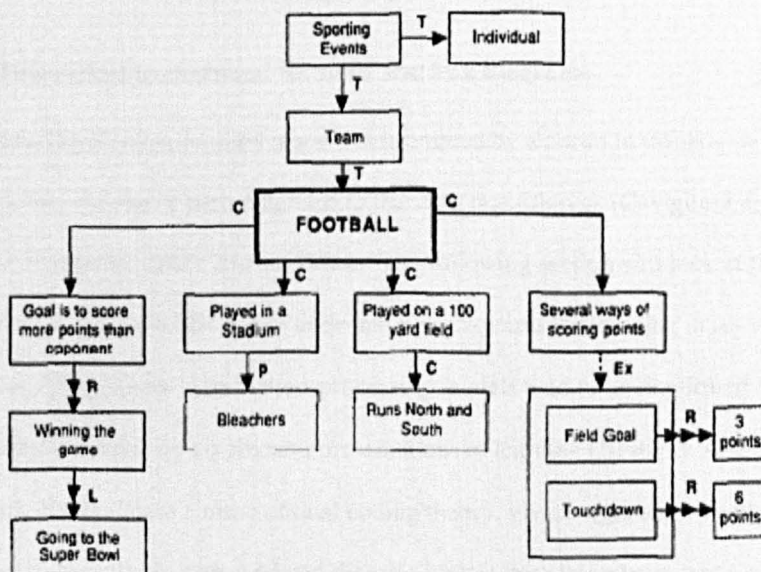 Sporting
Events
T
Individual
T
Team
T
C
FOOTBALL
C
C
C
Goal is to score
more points than
opponent
Played in a
Stadium
Played on a 100
yard field
Several ways of
scoring points
R
P
C
Ex
Winning the
game
Bleachers
Runs North and
South
Field Goal
R
3
points
L
Touchdown
R
6
points
Going to the
Super Bowl